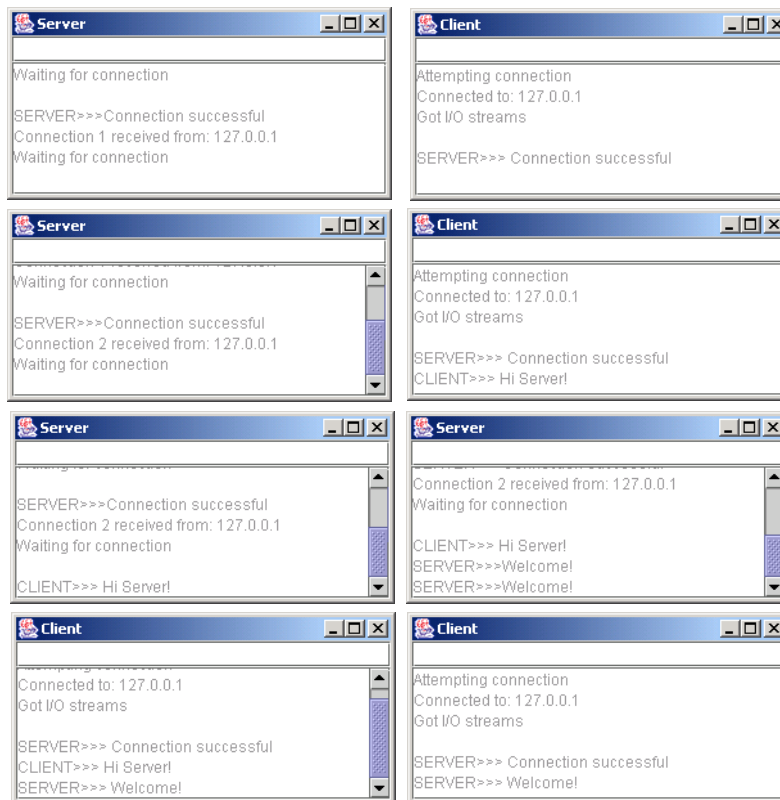 Server
Waiting for connection
SERVER>>>Connection successful
Connection 1 received from: 127.0.0.1
Waiting for connection
Client
Attempting connection
Connected to: 127.0.0.1
Got I/O streams
SERVER>>> Connection successful
Server
Waiting for connection
SERVER>>>Connection successful
Connection 2 received from: 127.0.0.1
Waiting for connection
Client
Attempting connection
Connected to: 127.0.0.1
Got I/O streams
SERVER>>> Connection successful
CLIENT>>> Hi Server!
Server
SERVER>>>Connection successful
Connection 2 received from: 127.0.0.1
Waiting for connection
CLIENT>>> Hi Server!
Server
Connection 2 received from: 127.0.0.1
Waiting for connection
CLIENT>>> Hi Server!
SERVER>>>Welcome!
SERVER>>>Welcome!
Client
Connected to: 127.0.0.1
Got I/O streams
SERVER>>> Connection successful
CLIENT>>> Hi Server!
SERVER>>> Welcome!
Client
Attempting connection
Connected to: 127.0.0.1
Got I/O streams
SERVER>>> Connection successful
SERVER>>> Welcome!